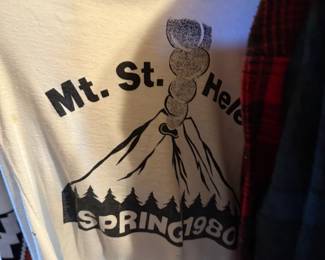 Mt. St. Hele
SPRING 1980